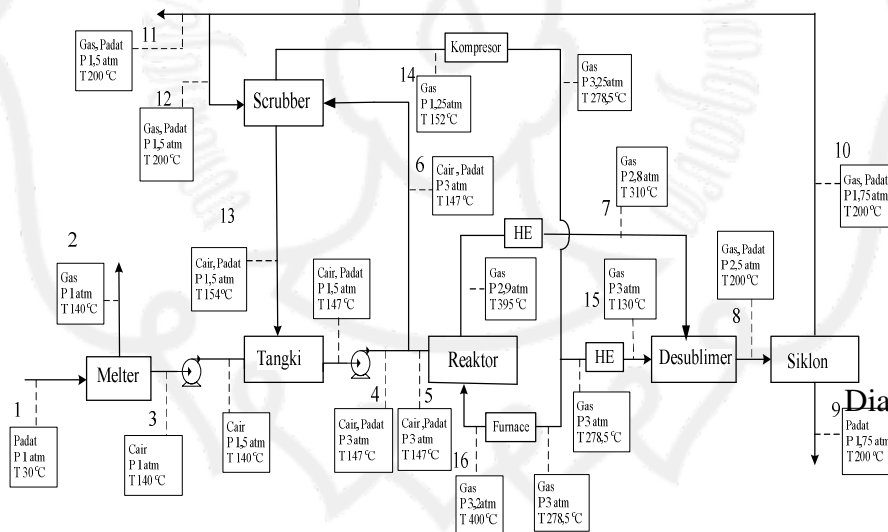 11
Gas, Padat
P 1,5 atm
T 200 °C
12
Gas, Padat
P 1,5 atm
T 200 °C
Scrubber
Kompresor
14
Gas
P 1,25 atm
T 152 °C
Gas
P 3,25atm
T 278,5 °C
6
Cair, Padat
P 3 atm
T 147 °C
7
Gas
P 2,8 atm
T 310 °C
10
Gas, Padat
P 1,75 atm
T 200 °C
2
Gas
P 1 atm
T 140 °C
13
Cair, Padat
P 1,5 atm
T 154 °C
Cair, Padat
P 1,5 atm
T 147 °C
HE
Gas
P 2,9 atm
T 395 °C
15
Gas
P 3 atm
T 130 °C
Gas, Padat
P 2,5 atm
T 200 °C
8
Melter
Tangki
Reaktor
HE
Desublimer
Siklon
1
Padat
P 1 atm
T 30 °C
3
Cair
P 1 atm
T 140 °C
Cair
P 1,5 atm
T 140 °C
4
Cair, Padat
P 3 atm
T 147 °C
5
Cair, Padat
P 3 atm
T 147 °C
Furnace
16
Gas
P 3,2 atm
T 400 °C
Gas
P 3 atm
T 278,5 °C
Gas
P 3 atm
T 278,5 °C
9
Padat
P 1,75 atm
T 200 °C
Dia